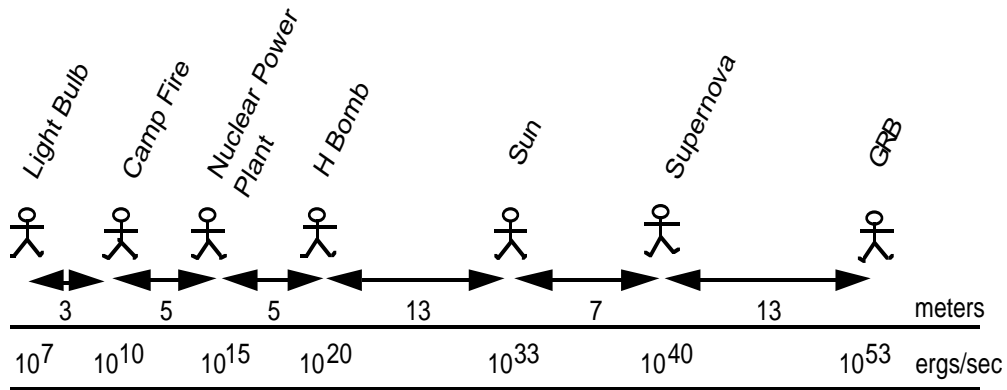 Light Bulb
Camp Fire
Nuclear Power
Plant
H Bomb
Sun
Supernova
GRB
3 5 5 13 7 13 meters
10^7 10^10 10^15 10^20 10^33 10^40 10^53 ergs/sec